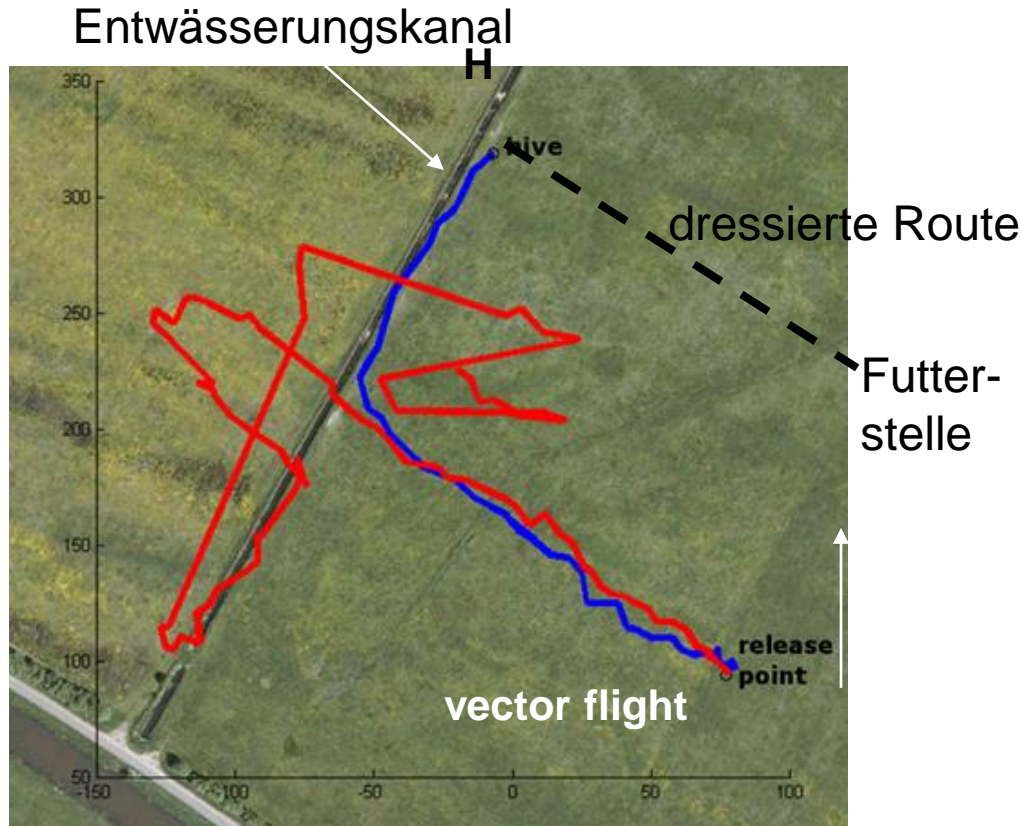 Entwässerungskanal
H
350
hive
300
dressierte Route
250
Futter-
stelle
200
150
release
point
100
vector flight
50
-150
-100
-50
0
50
100